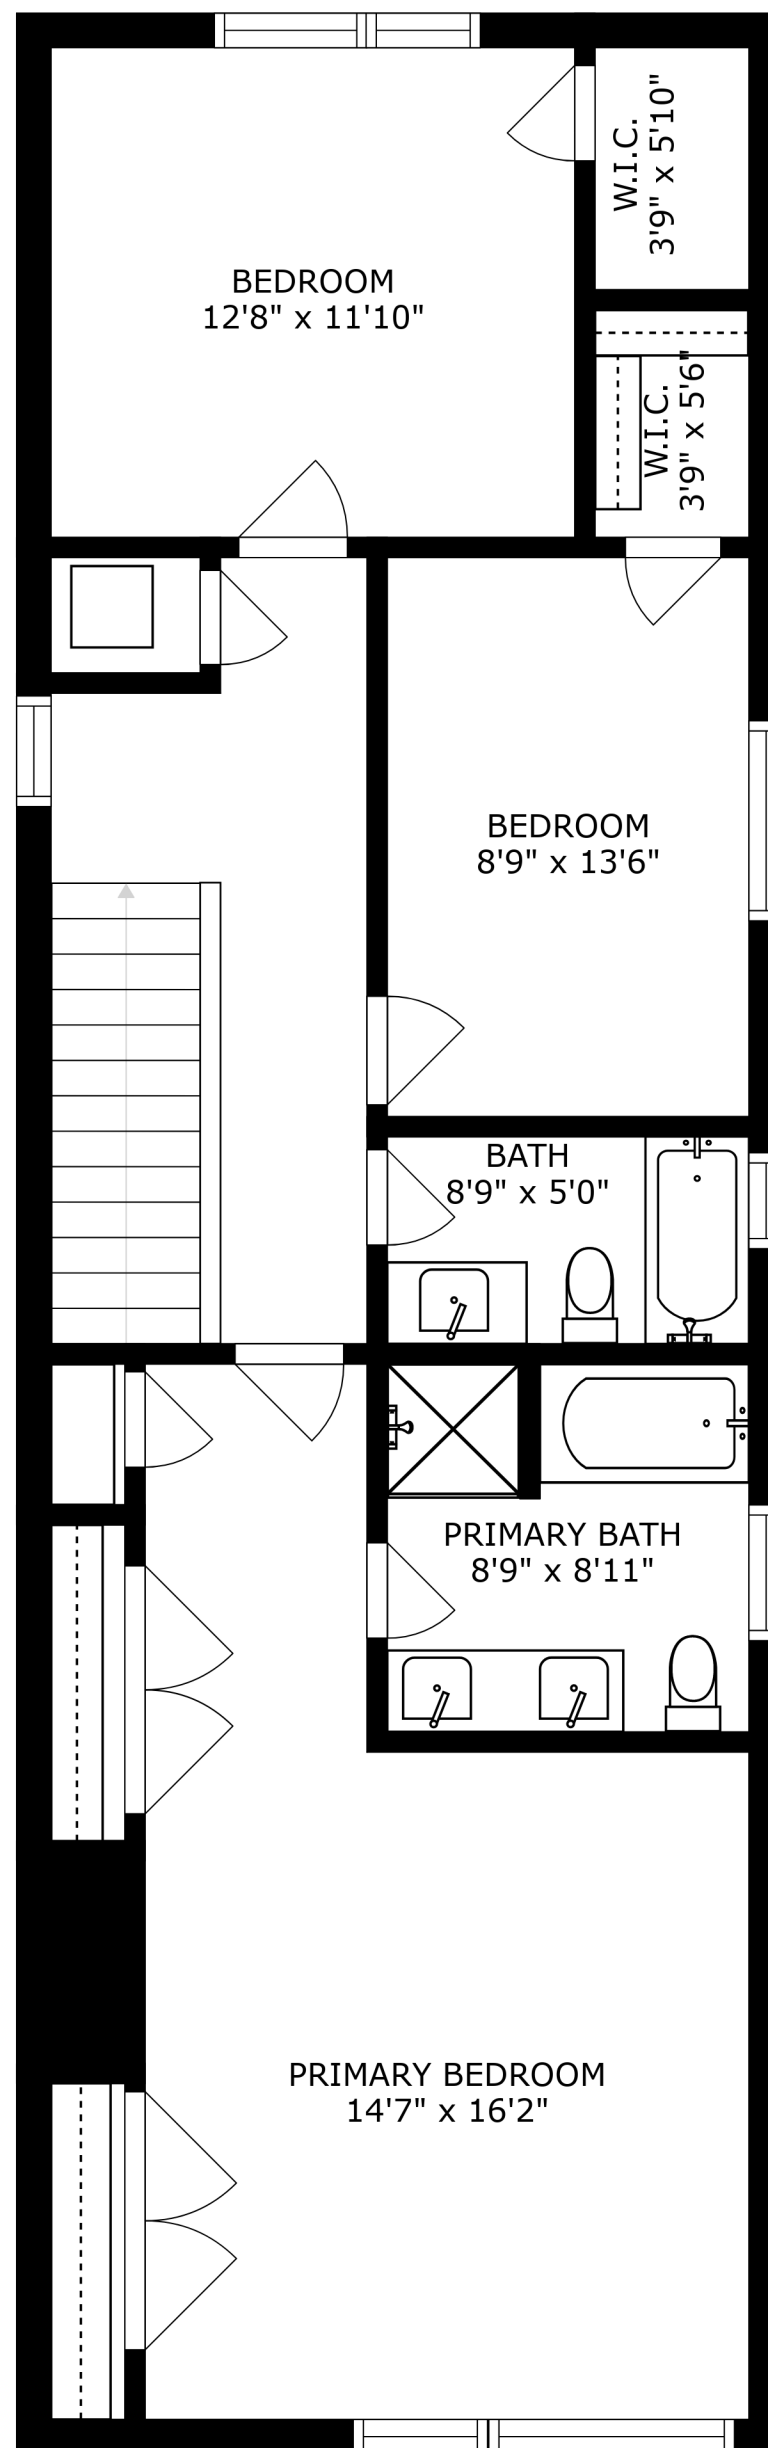 W.I.C.
3'9" x 5'10"
BEDROOM
12'8" x 11'10"
W.I.C.
3'9" x 5'6"
BEDROOM
8'9" x 13'6"
BATH
8'9" x 5'0"
PRIMARY BATH
8'9" x 8'11"
PRIMARY BEDROOM
14'7" x 16'2"